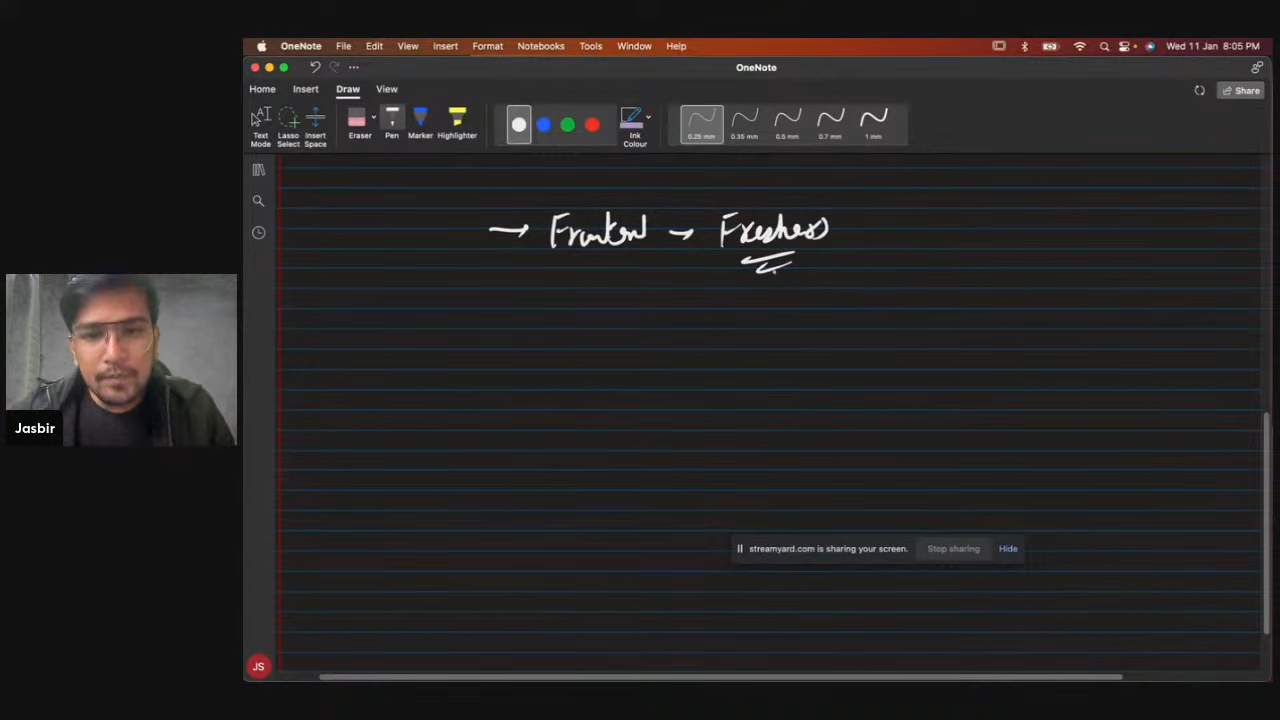 OneNote File Edit View Insert Format Notebooks Tools Window Help Wed 11 Jan 8:05 PM
OneNote
Home Insert Draw View Share
Text Mode Lasso Select Insert Space Eraser Pen Marker Highlighter Ink Colour 0.25 mm 0.35 mm 0.5 mm 0.7 mm 1 mm
→ Frontend → Freshers
Jasbir
streamyard.com is sharing your screen. Stop sharing Hide
JS